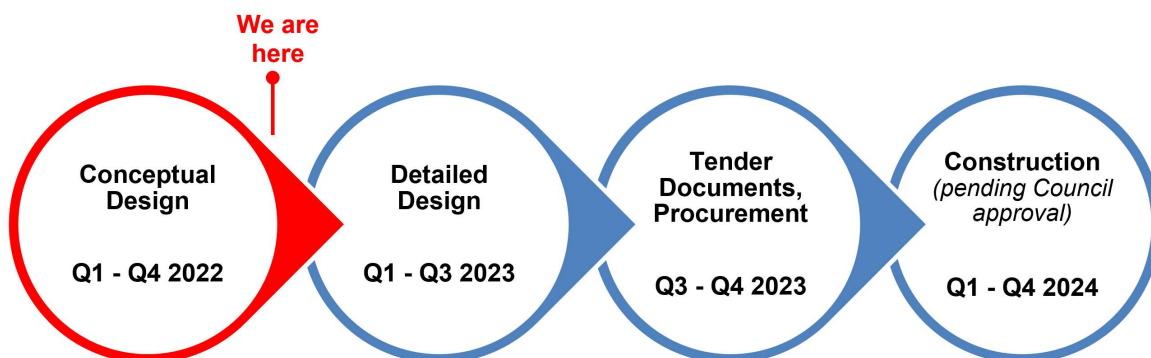 We are
here
Conceptual
Design
Q1 - Q4 2022
Detailed
Design
Q1 - Q3 2023
Tender
Documents,
Procurement
Q3 - Q4 2023
Construction
(pending Council
approval)
Q1 - Q4 2024